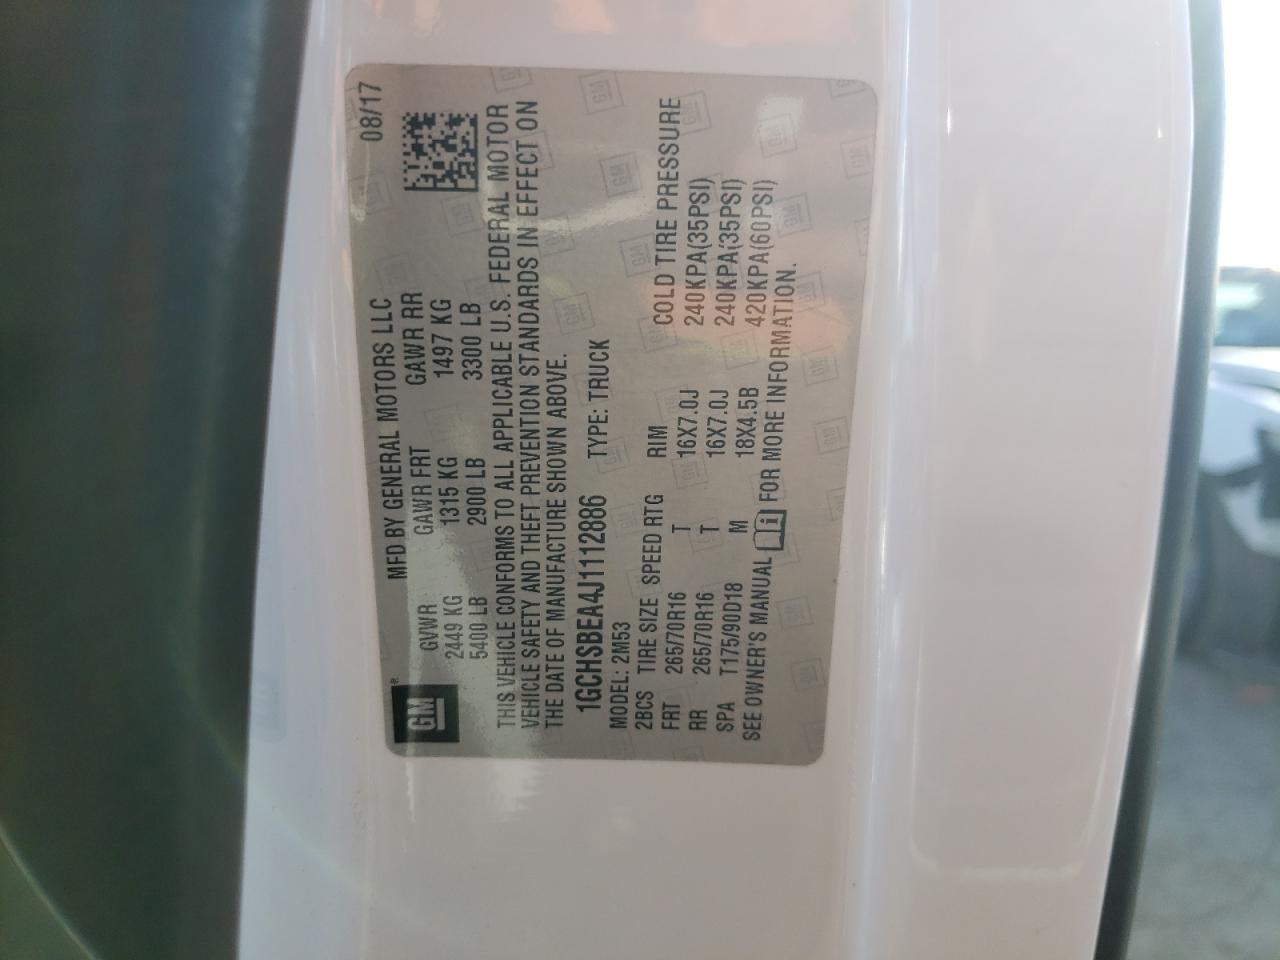 MFD BY GENERAL MOTORS LLC 08/17
GM®
GVWR GAWR FRT GAWR RR
2449 KG 1315 KG 1497 KG
5400 LB 2900 LB 3300 LB
THIS VEHICLE CONFORMS TO ALL APPLICABLE U.S. FEDERAL MOTOR
VEHICLE SAFETY AND THEFT PREVENTION STANDARDS IN EFFECT ON
THE DATE OF MANUFACTURE SHOWN ABOVE.
1GCHSBEA4J1112886 TYPE: TRUCK
MODEL: 2M53
2BCS TIRE SIZE SPEED RTG RIM COLD TIRE PRESSURE
FRT 265/70R16 T 16X7.0J 240KPA(35PSI)
RR 265/70R16 T 16X7.0J 240KPA(35PSI)
SPA T175/90D18 M 18X4.5B 420KPA(60PSI)
SEE OWNER'S MANUAL i FOR MORE INFORMATION.